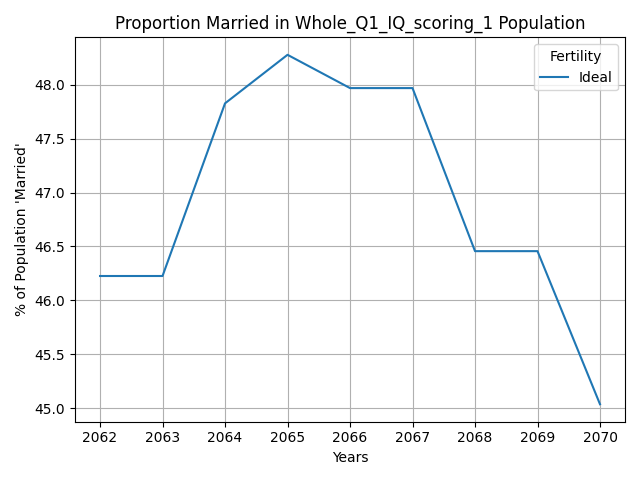 Proportion Married in Whole_Q1_IQ_scoring_1 Population
Fertility
Ideal
% of Population 'Married'
48.0
47.5
47.0
46.5
46.0
45.5
45.0
2062 2063 2064 2065 2066 2067 2068 2069 2070
Years